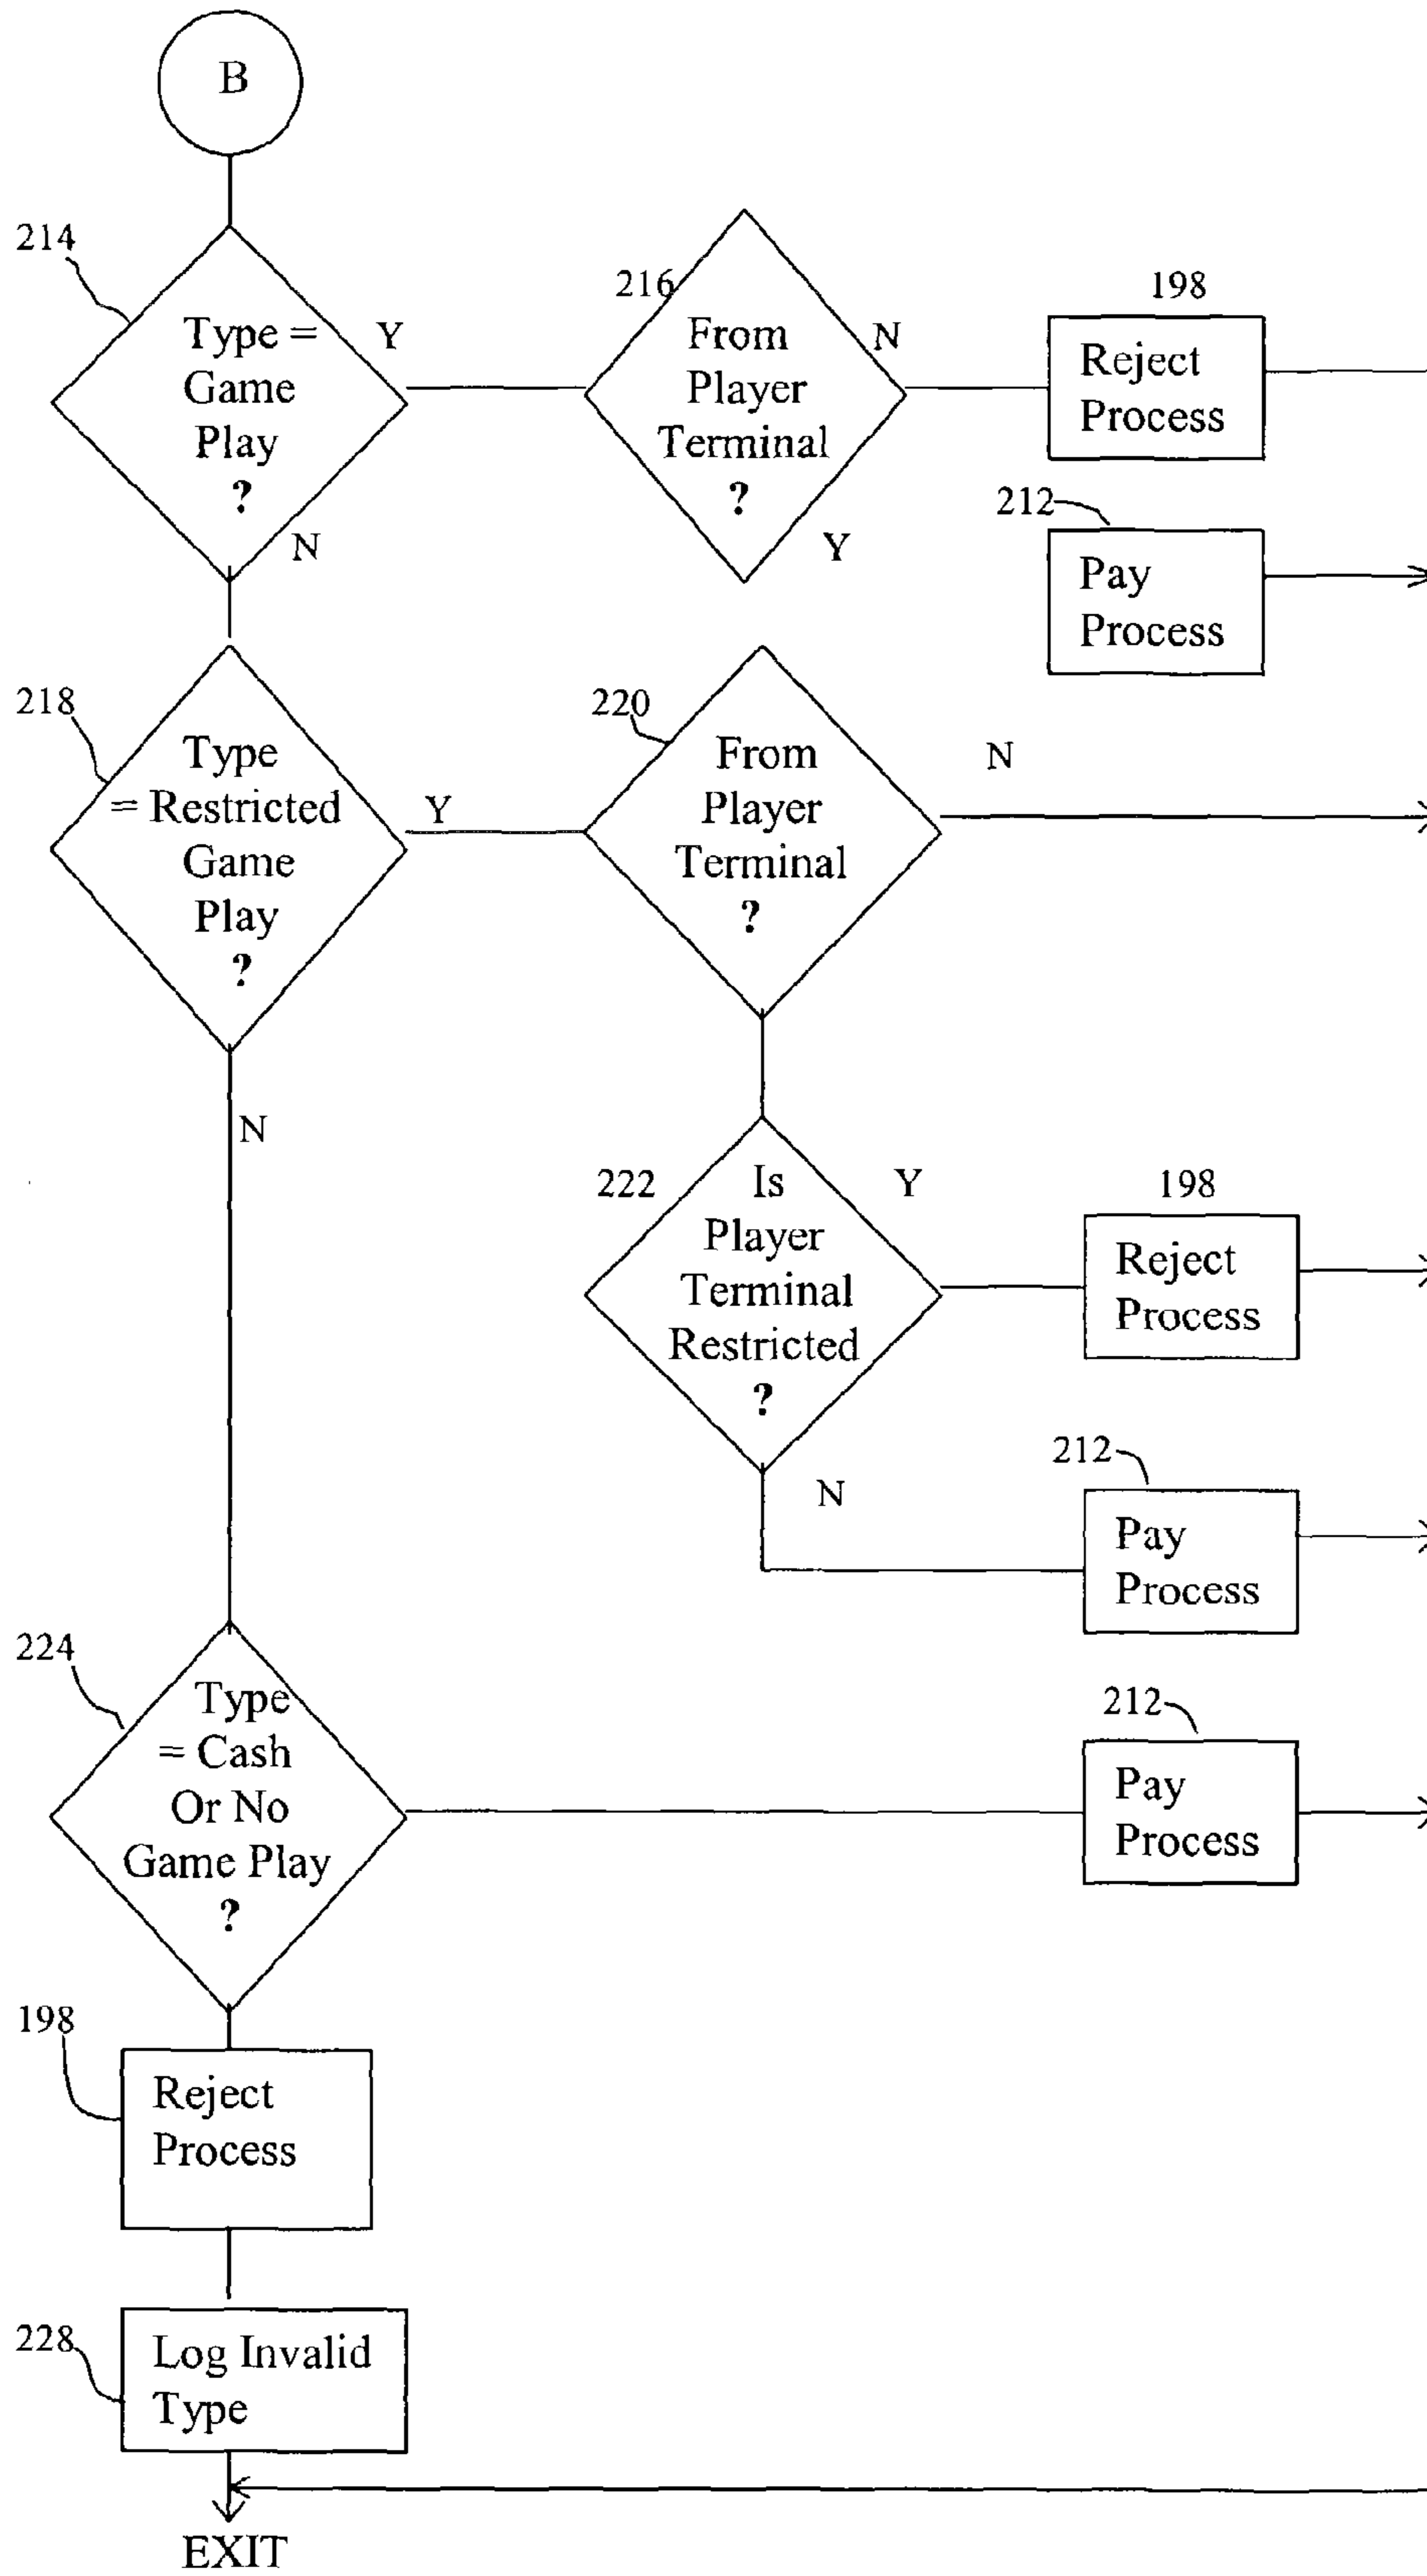 B
214
Type =
Game
Play
?
Y
N
216
From
Player
Terminal
?
N
Y
198
Reject
Process
212
Pay
Process
218
Type
= Restricted
Game
Play
?
Y
N
220
From
Player
Terminal
?
N
222
Is
Player
Terminal
Restricted
?
Y
N
198
Reject
Process
212
Pay
Process
224
Type
= Cash
Or No
Game Play
?
212
Pay
Process
198
Reject
Process
228
Log Invalid
Type
EXIT